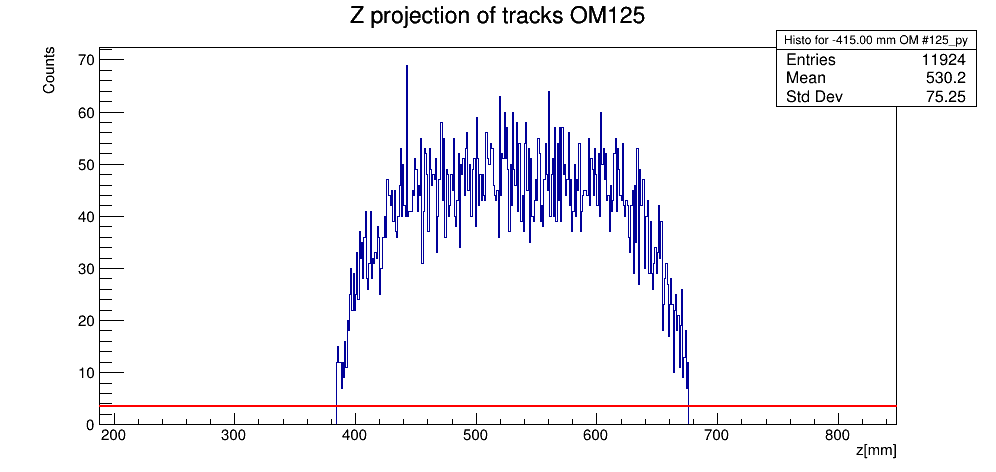 Z projection of tracks OM125
Histo for -415.00 mm OM #125_py
Entries 11924
Mean 530.2
Std Dev 75.25
Counts
70
60
50
40
30
20
10
0
200 300 400 500 600 700 800
z[mm]